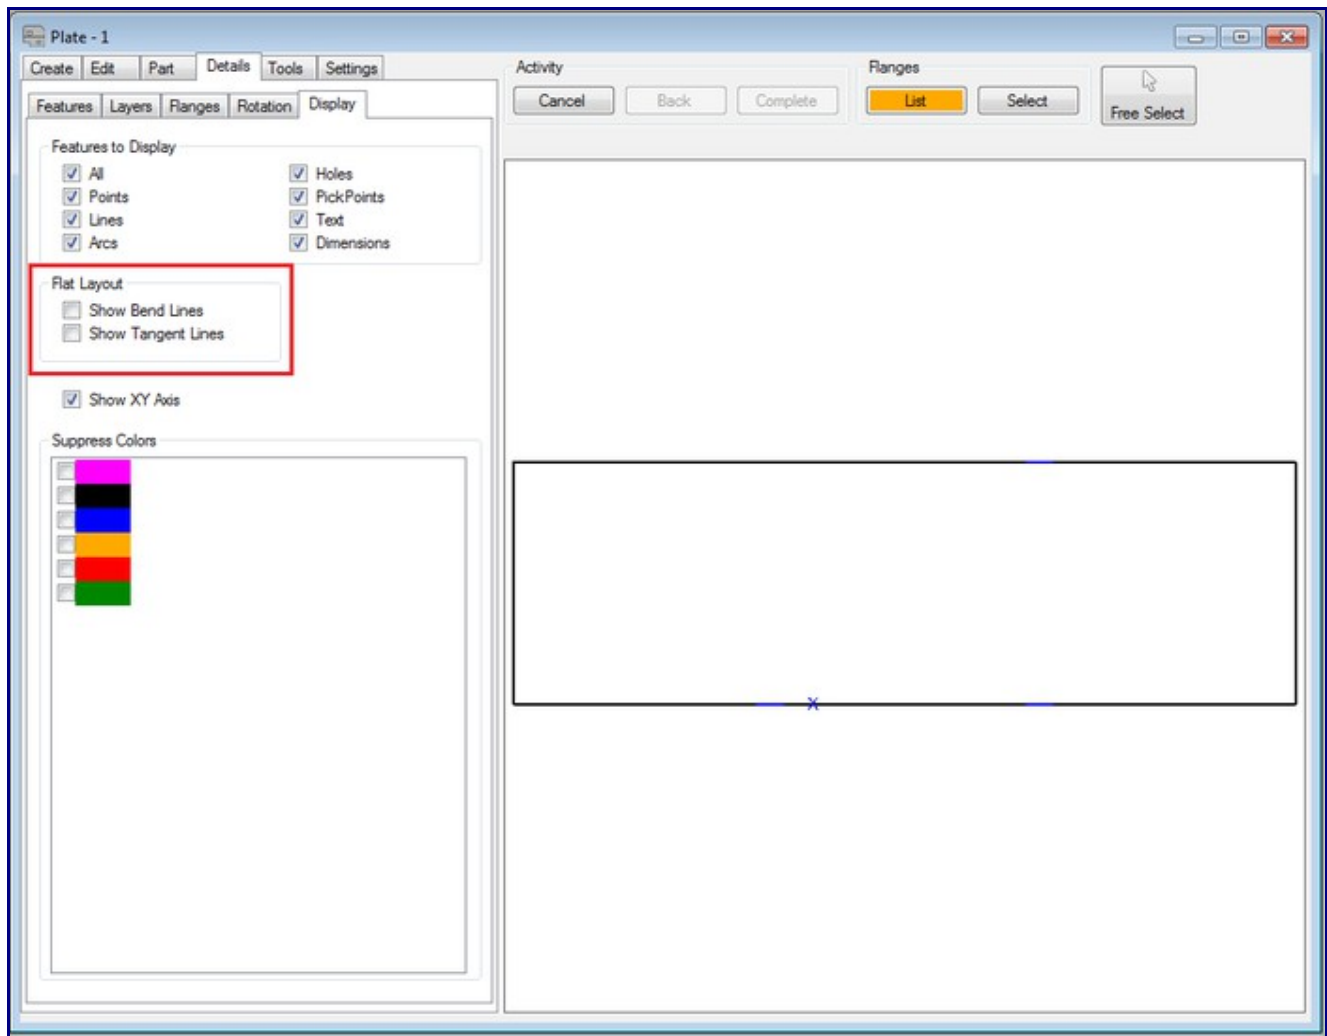 Plate - 1
Create Edit Part Details Tools Settings
Features Layers Flanges Rotation Display
Activity
Cancel Back Complete
Flanges
List Select
Free Select
Features to Display
All Holes
Points PickPoints
Lines Text
Arcs Dimensions
Flat Layout
Show Bend Lines
Show Tangent Lines
Show XY Axis
Suppress Colors
X